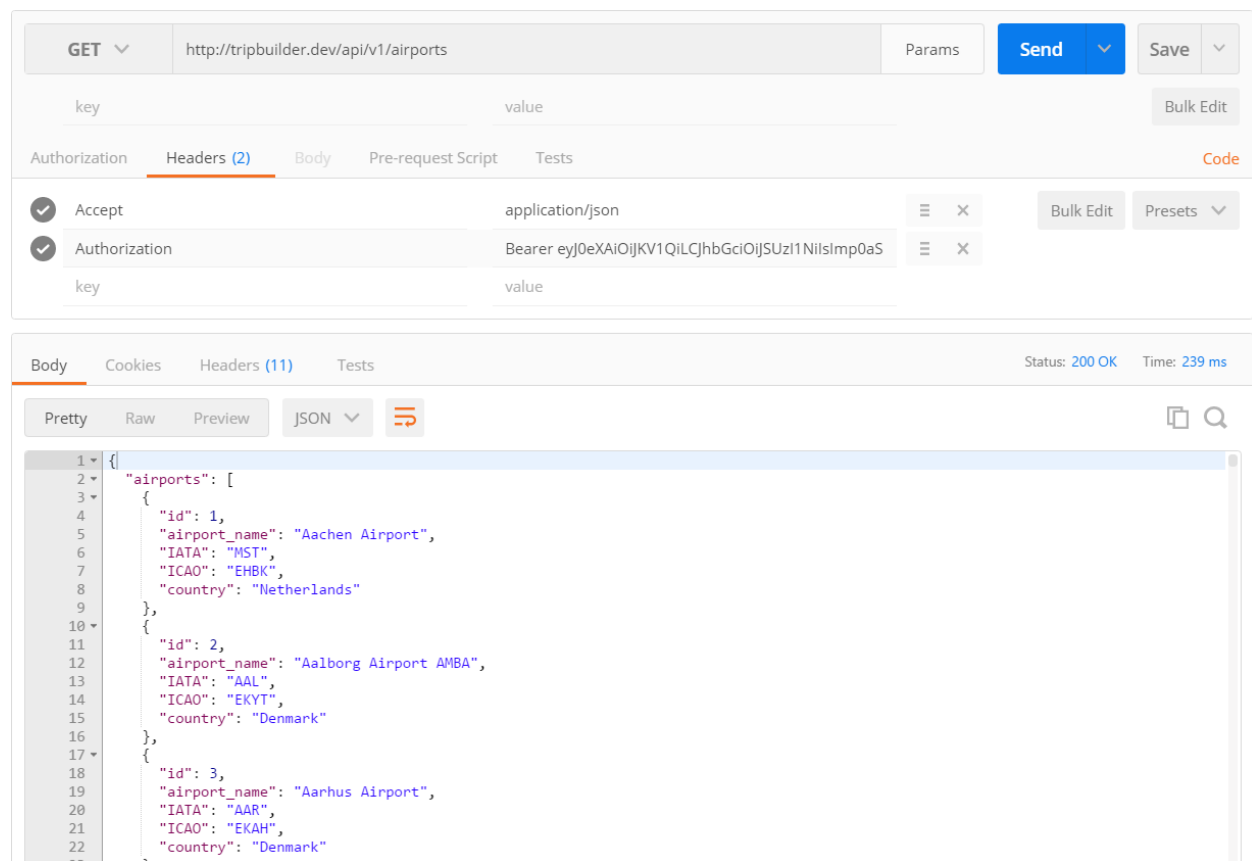 GET http://tripbuilder.dev/api/v1/airports Params Send Save
key value Bulk Edit
Authorization Headers (2) Body Pre-request Script Tests Code
Accept application/json Bulk Edit Presets
Authorization Bearer eyJ0eXAiOiJKV1QiLCJhbGciOiJSUzI1NiIsImp0aS
key value
Body Cookies Headers (11) Tests Status: 200 OK Time: 239 ms
Pretty Raw Preview JSON
1 {
2 "airports": [
3 {
4 "id": 1,
5 "airport_name": "Aachen Airport",
6 "IATA": "MST",
7 "ICAO": "EHBK",
8 "country": "Netherlands"
9 },
10 {
11 "id": 2,
12 "airport_name": "Aalborg Airport AMBA",
13 "IATA": "AAL",
14 "ICAO": "EKYT",
15 "country": "Denmark"
16 },
17 {
18 "id": 3,
19 "airport_name": "Aarhus Airport",
20 "IATA": "AAR",
21 "ICAO": "EKAH",
22 "country": "Denmark"